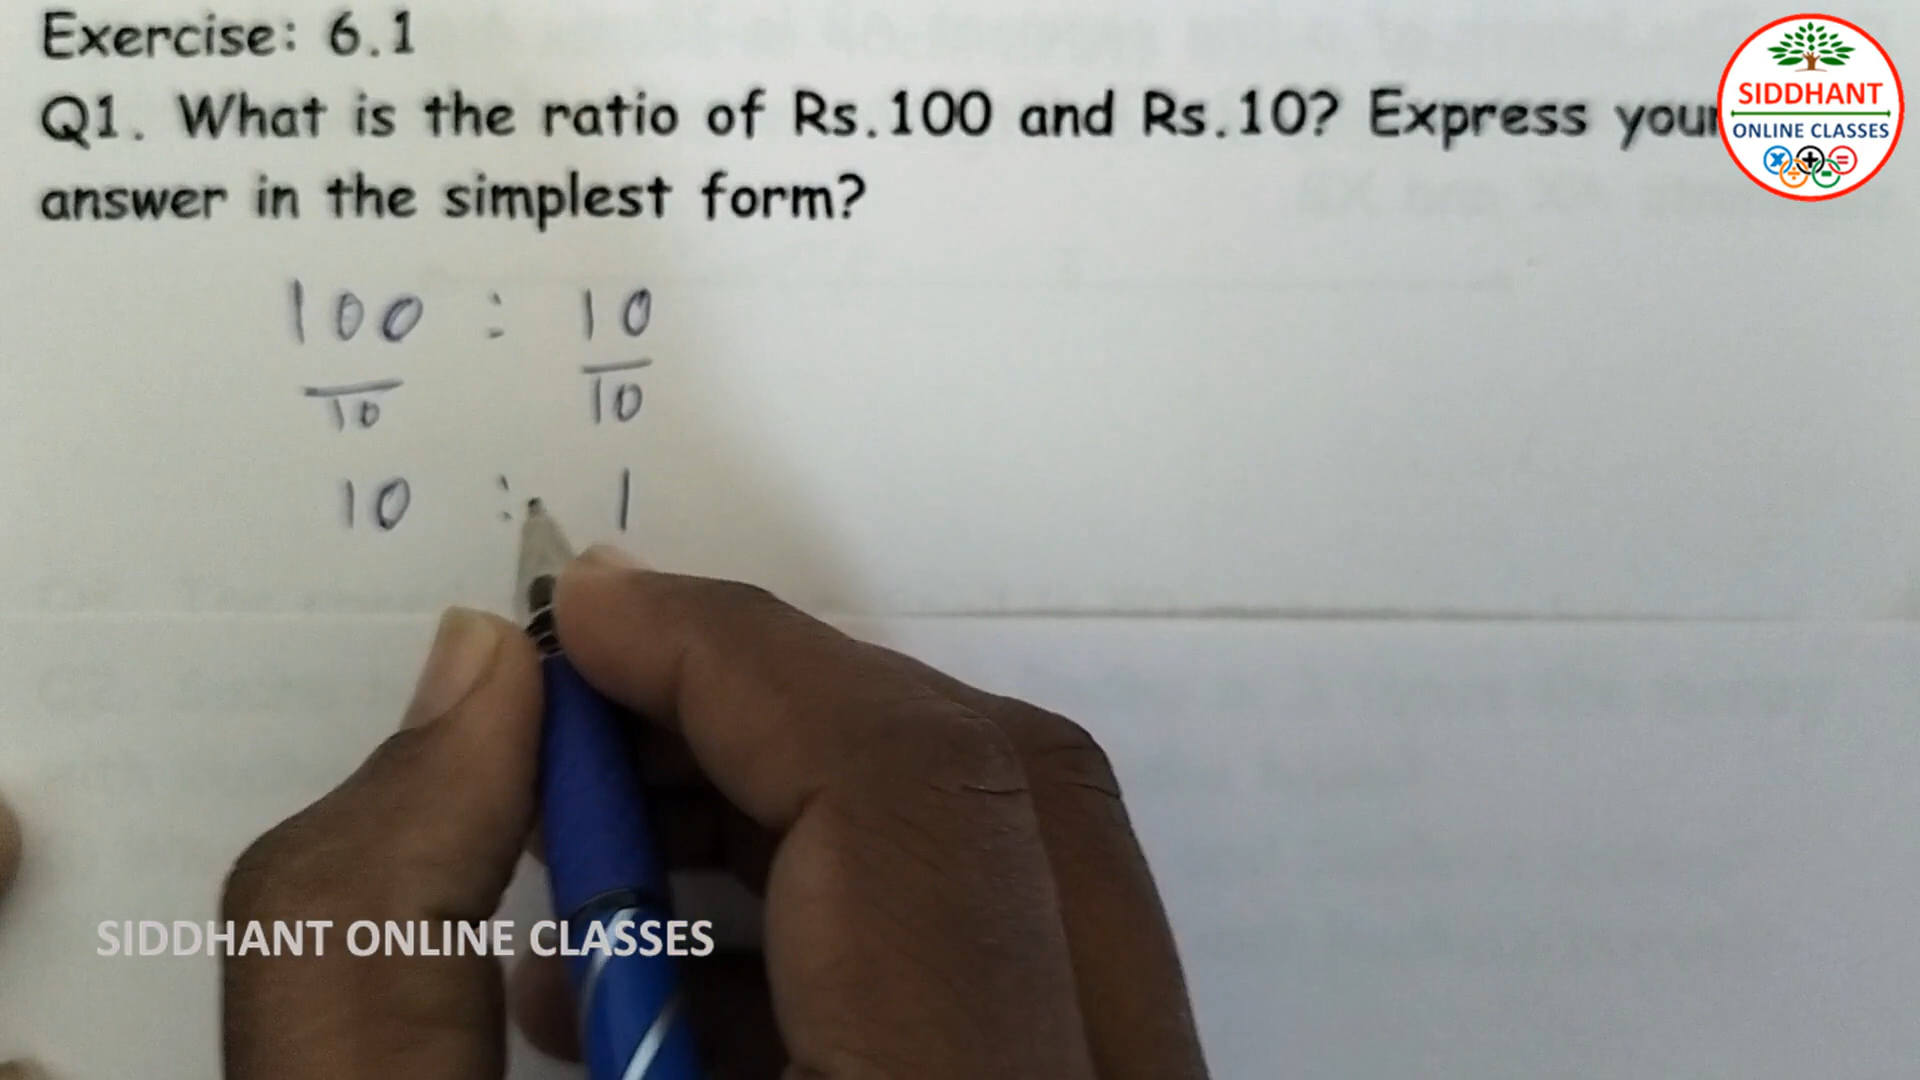 Exercise: 6.1
Q1. What is the ratio of Rs.100 and Rs.10? Express your
answer in the simplest form?
SIDDHANT
ONLINE CLASSES
100 : 10
10 10
10 : 1
SIDDHANT ONLINE CLASSES